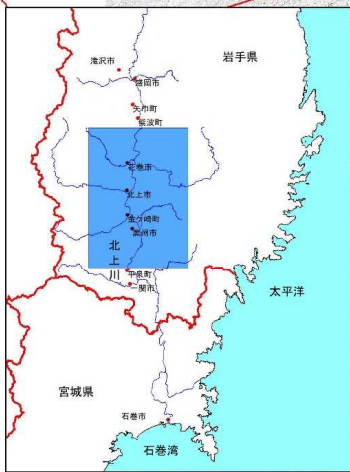 岩手県
滝沢市
盛岡市
矢巾町
紫波町
花巻市
北上市
金ケ崎町
奥州市
北上川
平泉町
一関市
太平洋
宮城県
石巻市
石巻湾